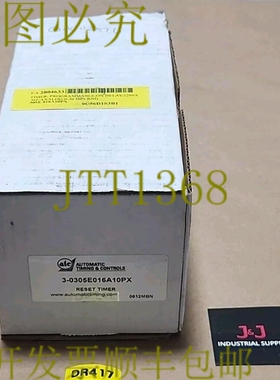 图必究
JTT1368
atc AUTOMATIC
TIMING & CONTROLS
3-0305E016A10PX
RESET TIMER
www.automatictiming.com
0612MBN
J&J
INDUSTRIAL SUPPL
DR417
开发票顺丰包邮